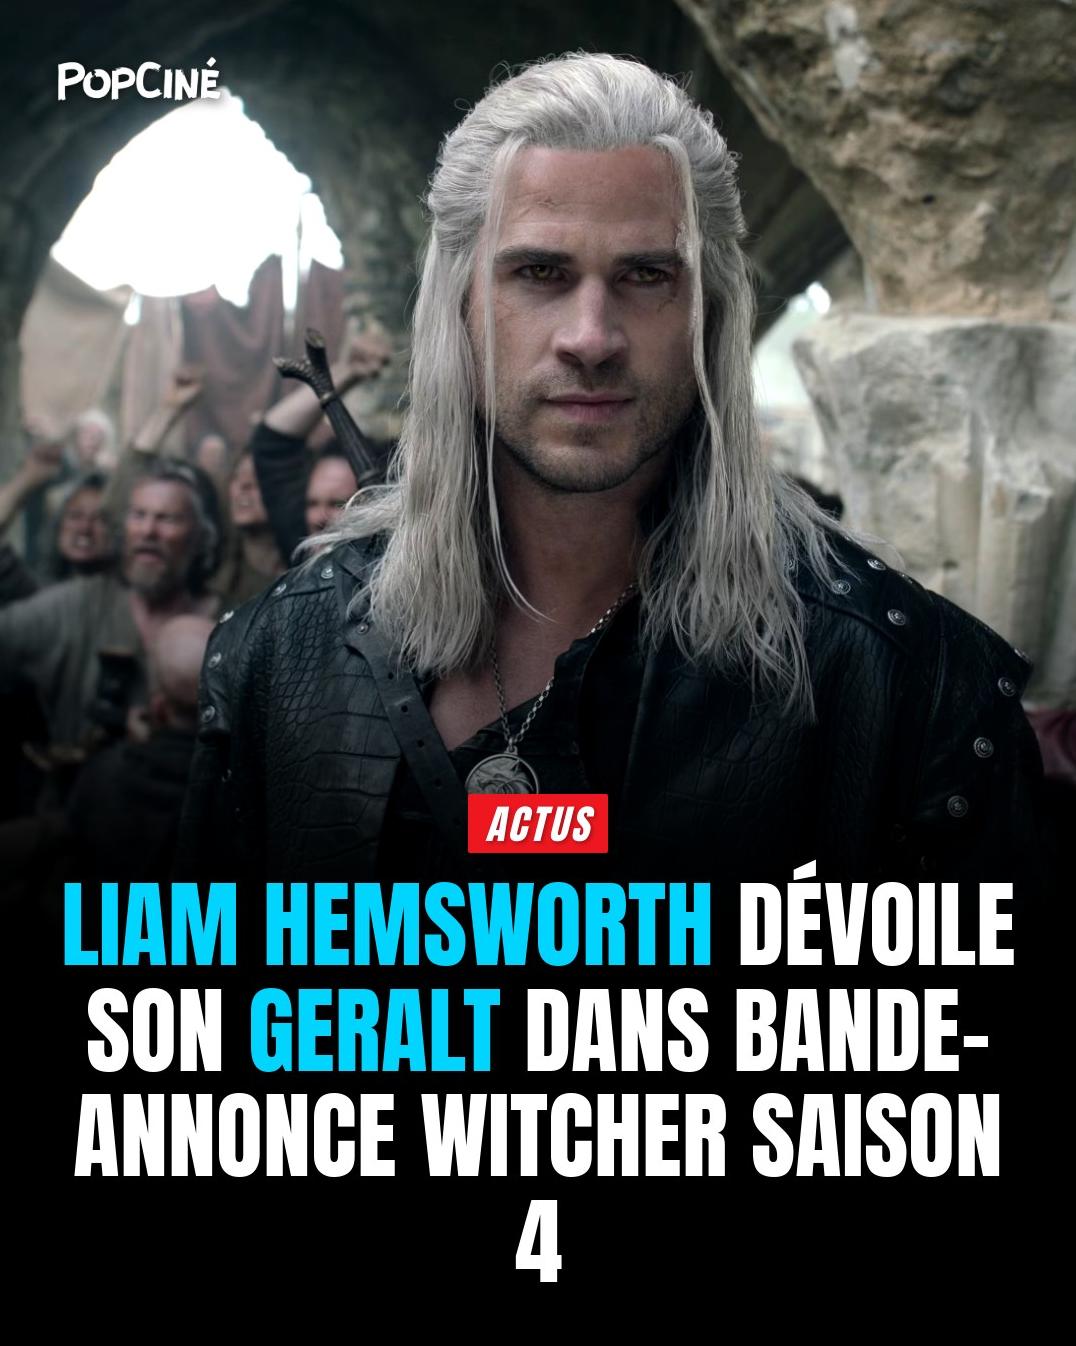 POPCINÉ
ACTUS
LIAM HEMSWORTH DÉVOILE
SON GERALT DANS BANDE-
ANNONCE WITCHER SAISON
4